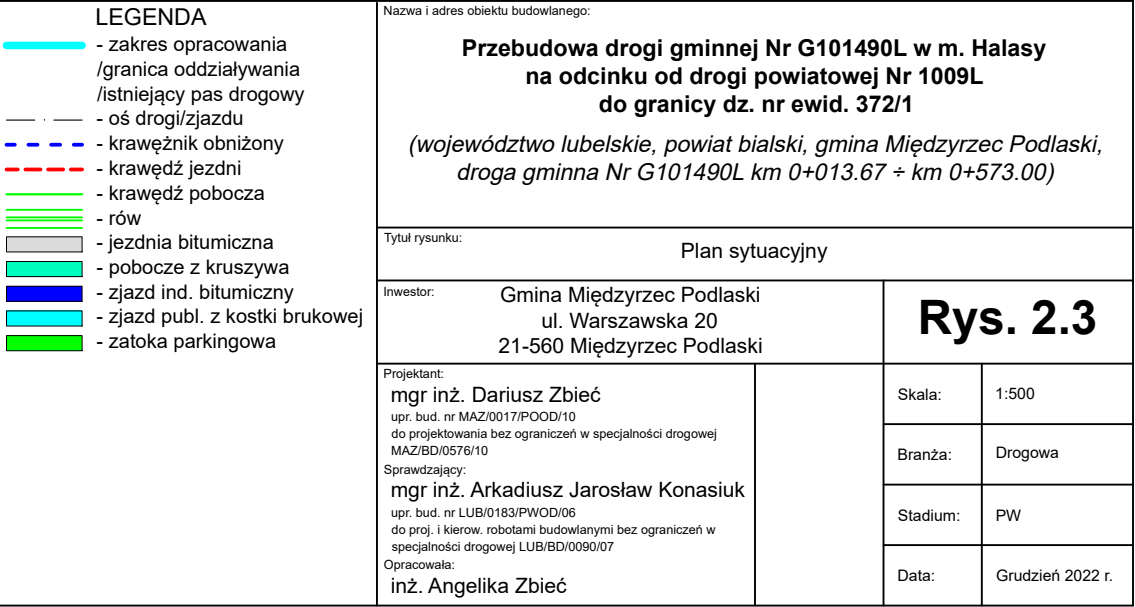 LEGENDA
- zakres opracowania
/granica oddziaływania
/istniejący pas drogowy
- oś drogi/zjazdu
- krawężnik obniżony
- krawędź jezdni
- krawędź pobocza
- rów
- jezdnia bitumiczna
- pobocze z kruszywa
- zjazd ind. bitumiczny
- zjazd publ. z kostki brukowej
- zatoka parkingowa
Nazwa i adres obiektu budowlanego:
Przebudowa drogi gminnej Nr G101490L w m. Halasy
na odcinku od drogi powiatowej Nr 1009L
do granicy dz. nr ewid. 372/1
(województwo lubelskie, powiat bialski, gmina Międzyrzec Podlaski,
droga gminna Nr G101490L km 0+013.67 ÷ km 0+573.00)
Tytuł rysunku:
Plan sytuacyjny
Inwestor:
Gmina Międzyrzec Podlaski
ul. Warszawska 20
21-560 Międzyrzec Podlaski
Rys. 2.3
Projektant:
mgr inż. Dariusz Zbieć
upr. bud. nr MAZ/0017/POOD/10
do projektowania bez ograniczeń w specjalności drogowej
MAZ/BD/0576/10
Sprawdzający:
mgr inż. Arkadiusz Jarosław Konasiuk
upr. bud. nr LUB/0183/PWOD/06
do proj. i kierow. robotami budowlanymi bez ograniczeń w
specjalności drogowej LUB/BD/0090/07
Opracowała:
inż. Angelika Zbieć
Skala: 1:500
Branża: Drogowa
Stadium: PW
Data: Grudzień 2022 r.